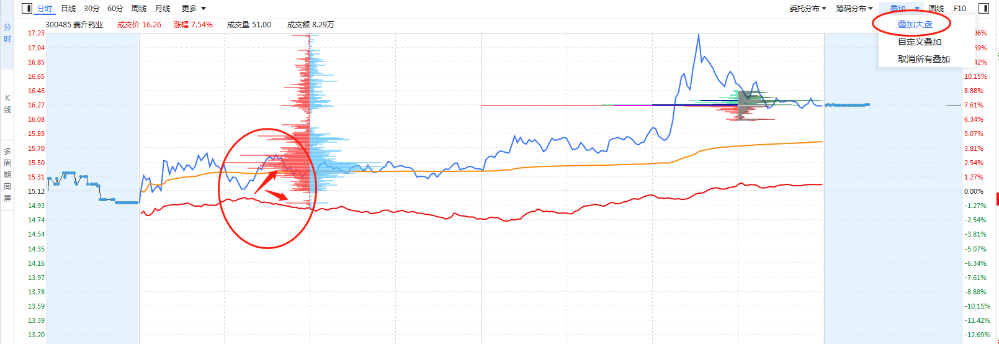 分时 日线 30分 60分 周线 月线 更多 委托分布 筹码分布 叠加 画线 F10
300485 赛升药业 成交价 16.26 涨幅 7.54% 成交量 51.00 成交额 8.29万
叠加大盘
自定义叠加
取消所有叠加
分时
K线
多周期同屏
17.23 96%
17.04 69%
16.85 42%
16.65 10.15%
16.46 8.88%
16.27 7.61%
16.08 6.34%
15.89 5.07%
15.70 3.81%
15.50 2.54%
15.31 1.27%
15.12 0.00%
14.93 -1.27%
14.74 -2.54%
14.54 -3.81%
14.35 -5.07%
14.16 -6.34%
13.97 -7.61%
13.78 -8.88%
13.59 -10.15%
13.39 -11.42%
13.20 -12.69%